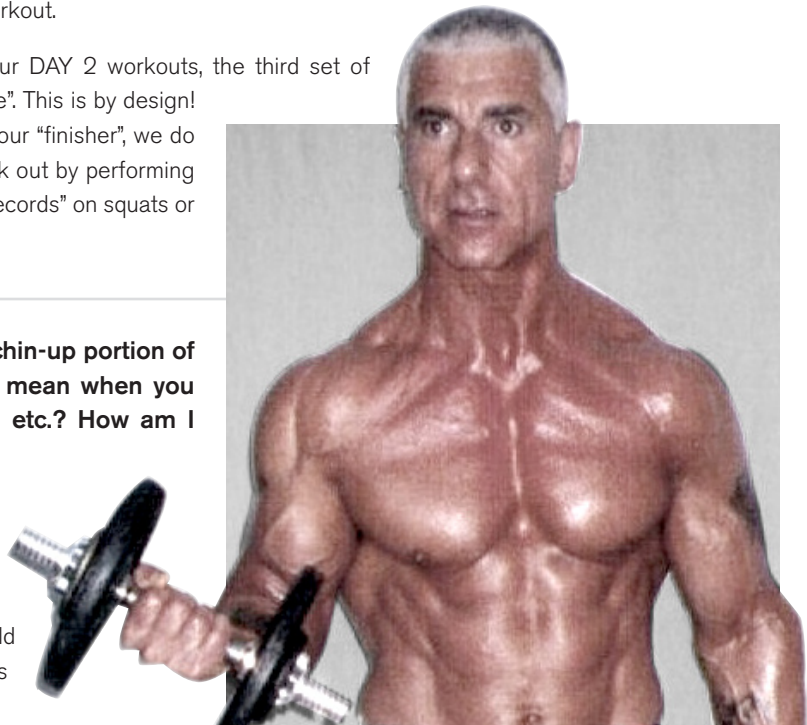 rkout.
ur DAY 2 workouts, the third set of
e”. This is by design!
our “finisher”, we do
k out by performing
ecords” on squats or
chin-up portion of
mean when you
etc.? How am I
ld
s